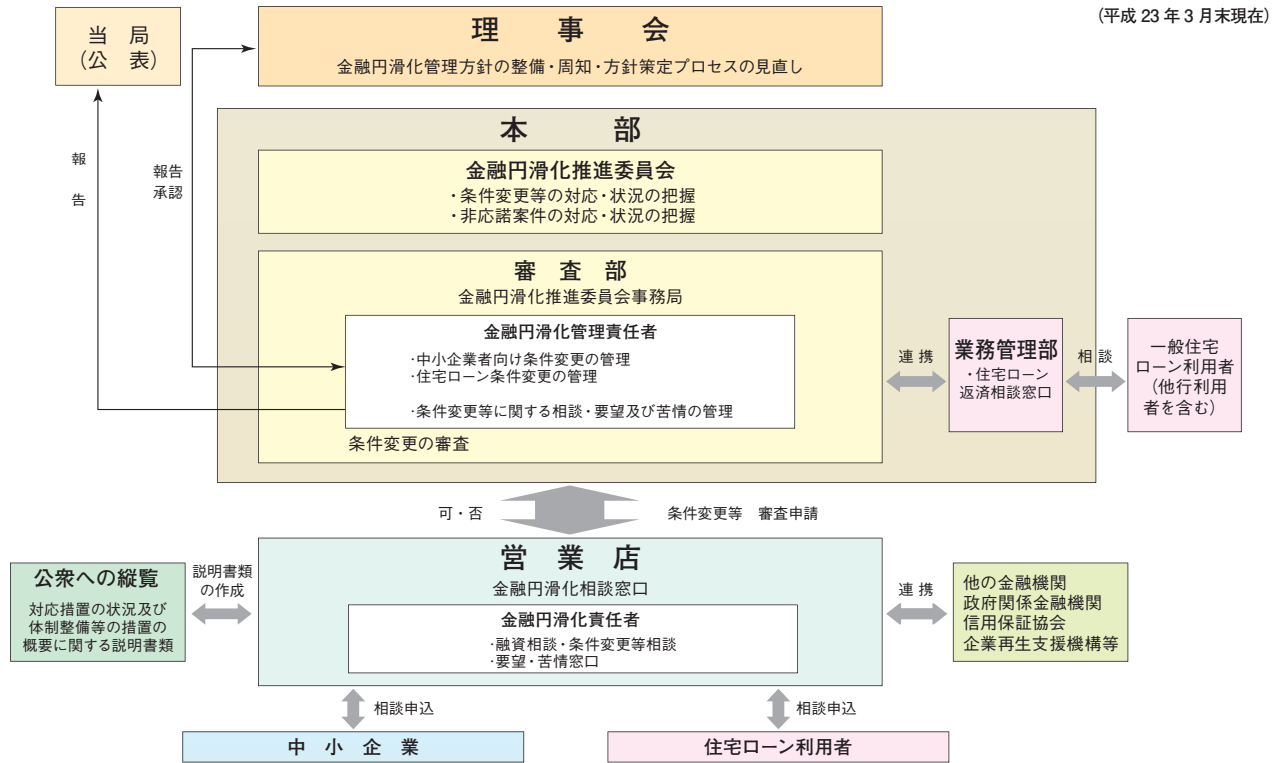 (平成 23 年 3 月末現在)
当 局
(公 表)
理 事 会
金融円滑化管理方針の整備・周知・方針策定プロセスの見直し
報
告
報告
承認
本 部
金融円滑化推進委員会
・条件変更等の対応・状況の把握
・非応諾案件の対応・状況の把握
審 査 部
金融円滑化推進委員会事務局
金融円滑化管理責任者
・中小企業者向け条件変更の管理
・住宅ローン条件変更の管理
・条件変更等に関する相談・要望及び苦情の管理
条件変更の審査
連 携
業務管理部
・住宅ローン
返済相談窓口
相 談
一般住宅
ローン利用者
(他行利用
者を含む)
可・否
条件変更等 審査申請
営 業 店
金融円滑化相談窓口
金融円滑化責任者
・融資相談・条件変更等相談
・要望・苦情窓口
説明書類
の作成
公衆への縦覧
対応措置の状況及び
体制整備等の措置の
概要に関する説明書類
連 携
他の金融機関
政府関係金融機関
信用保証協会
企業再生支援機構等
相談申込
相談申込
中 小 企 業
住宅ローン利用者